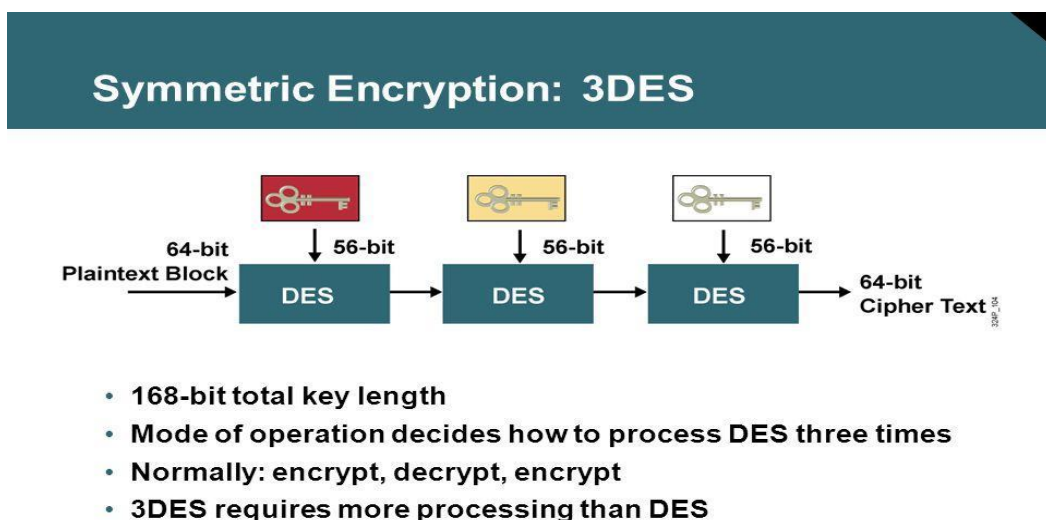 Symmetric Encryption: 3DES
64-bit
Plaintext Block
56-bit
56-bit
56-bit
DES
DES
DES
64-bit
Cipher Text
324P_104
• 168-bit total key length
• Mode of operation decides how to process DES three times
• Normally: encrypt, decrypt, encrypt
• 3DES requires more processing than DES